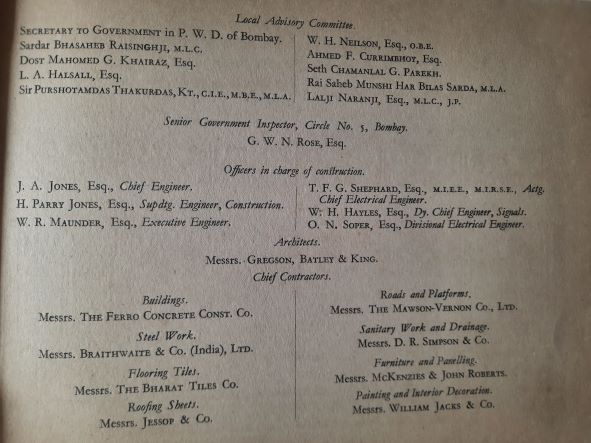 Local Advisory Committee.
SECRETARY TO GOVERNMENT in P. W. D. of Bombay.
Sardar BHASAHEB RAISINGHJI, M.L.C.
DOST MAHOMED G. KHAIRAZ, Esq.
L. A. HALSALL, Esq.
Sir PURSHOTAMDAS THAKURDAS, KT., C.I.E., M.B.E., M.L.A.
W. H. NEILSON, Esq., O.B.E.
AHMED F. CURRIMBHOY, Esq.
Seth CHAMANLAL G. PAREKH.
Rai Saheb MUNSHI HAR BILAS SARDA, M.L.A.
LALJI NARANJI, Esq., M.L.C., J.P.
Senior Government Inspector, Circle No. 5, Bombay.
G. W. N. ROSE, Esq.
Officers in charge of construction.
J. A. JONES, Esq., Chief Engineer.
H. PARRY JONES, Esq., Supdtg. Engineer, Construction.
W. R. MAUNDER, Esq., Executive Engineer.
T. F. G. SHEPHARD, Esq., M.I.E.E., M.I.R.S.E., Actg.
Chief Electrical Engineer.
W. H. HAYLES, Esq., Dy. Chief Engineer, Signals.
O. N. SOPER, Esq., Divisional Electrical Engineer.
Architects.
Messrs. GREGSON, BATLEY & KING.
Chief Contractors.
Buildings.
Messrs. THE FERRO CONCRETE CONST. CO.
Steel Work.
Messrs. BRAITHWAITE & CO. (India), LTD.
Flooring Tiles.
Messrs. THE BHARAT TILES CO.
Roofing Sheets.
Messrs. JESSOP & CO.
Roads and Platforms.
Messrs. THE MAWSON-VERNON CO., LTD.
Sanitary Work and Drainage.
Messrs. D. R. SIMPSON & CO.
Furniture and Panelling.
Messrs. MCKENZIES & JOHN ROBERTS.
Painting and Interior Decoration.
Messrs. WILLIAM JACKS & CO.